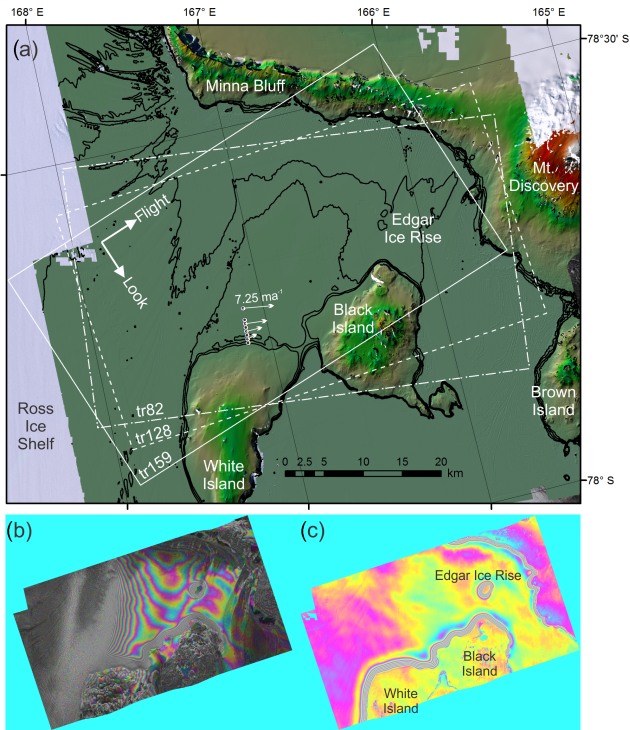 168° E
167° E
166° E
165° E
(a)
78°30' S
Minna Bluff
Mt.
Discovery
Flight
Edgar
Ice Rise
Look
7.25 ma⁻¹
Black
Island
Ross
Ice
Shelf
tr82
tr128
tr159
Brown
Island
White
Island
0 2.5 5 10 15 20
km
78° S
(b)
(c)
Edgar Ice Rise
Black
Island
White
Island